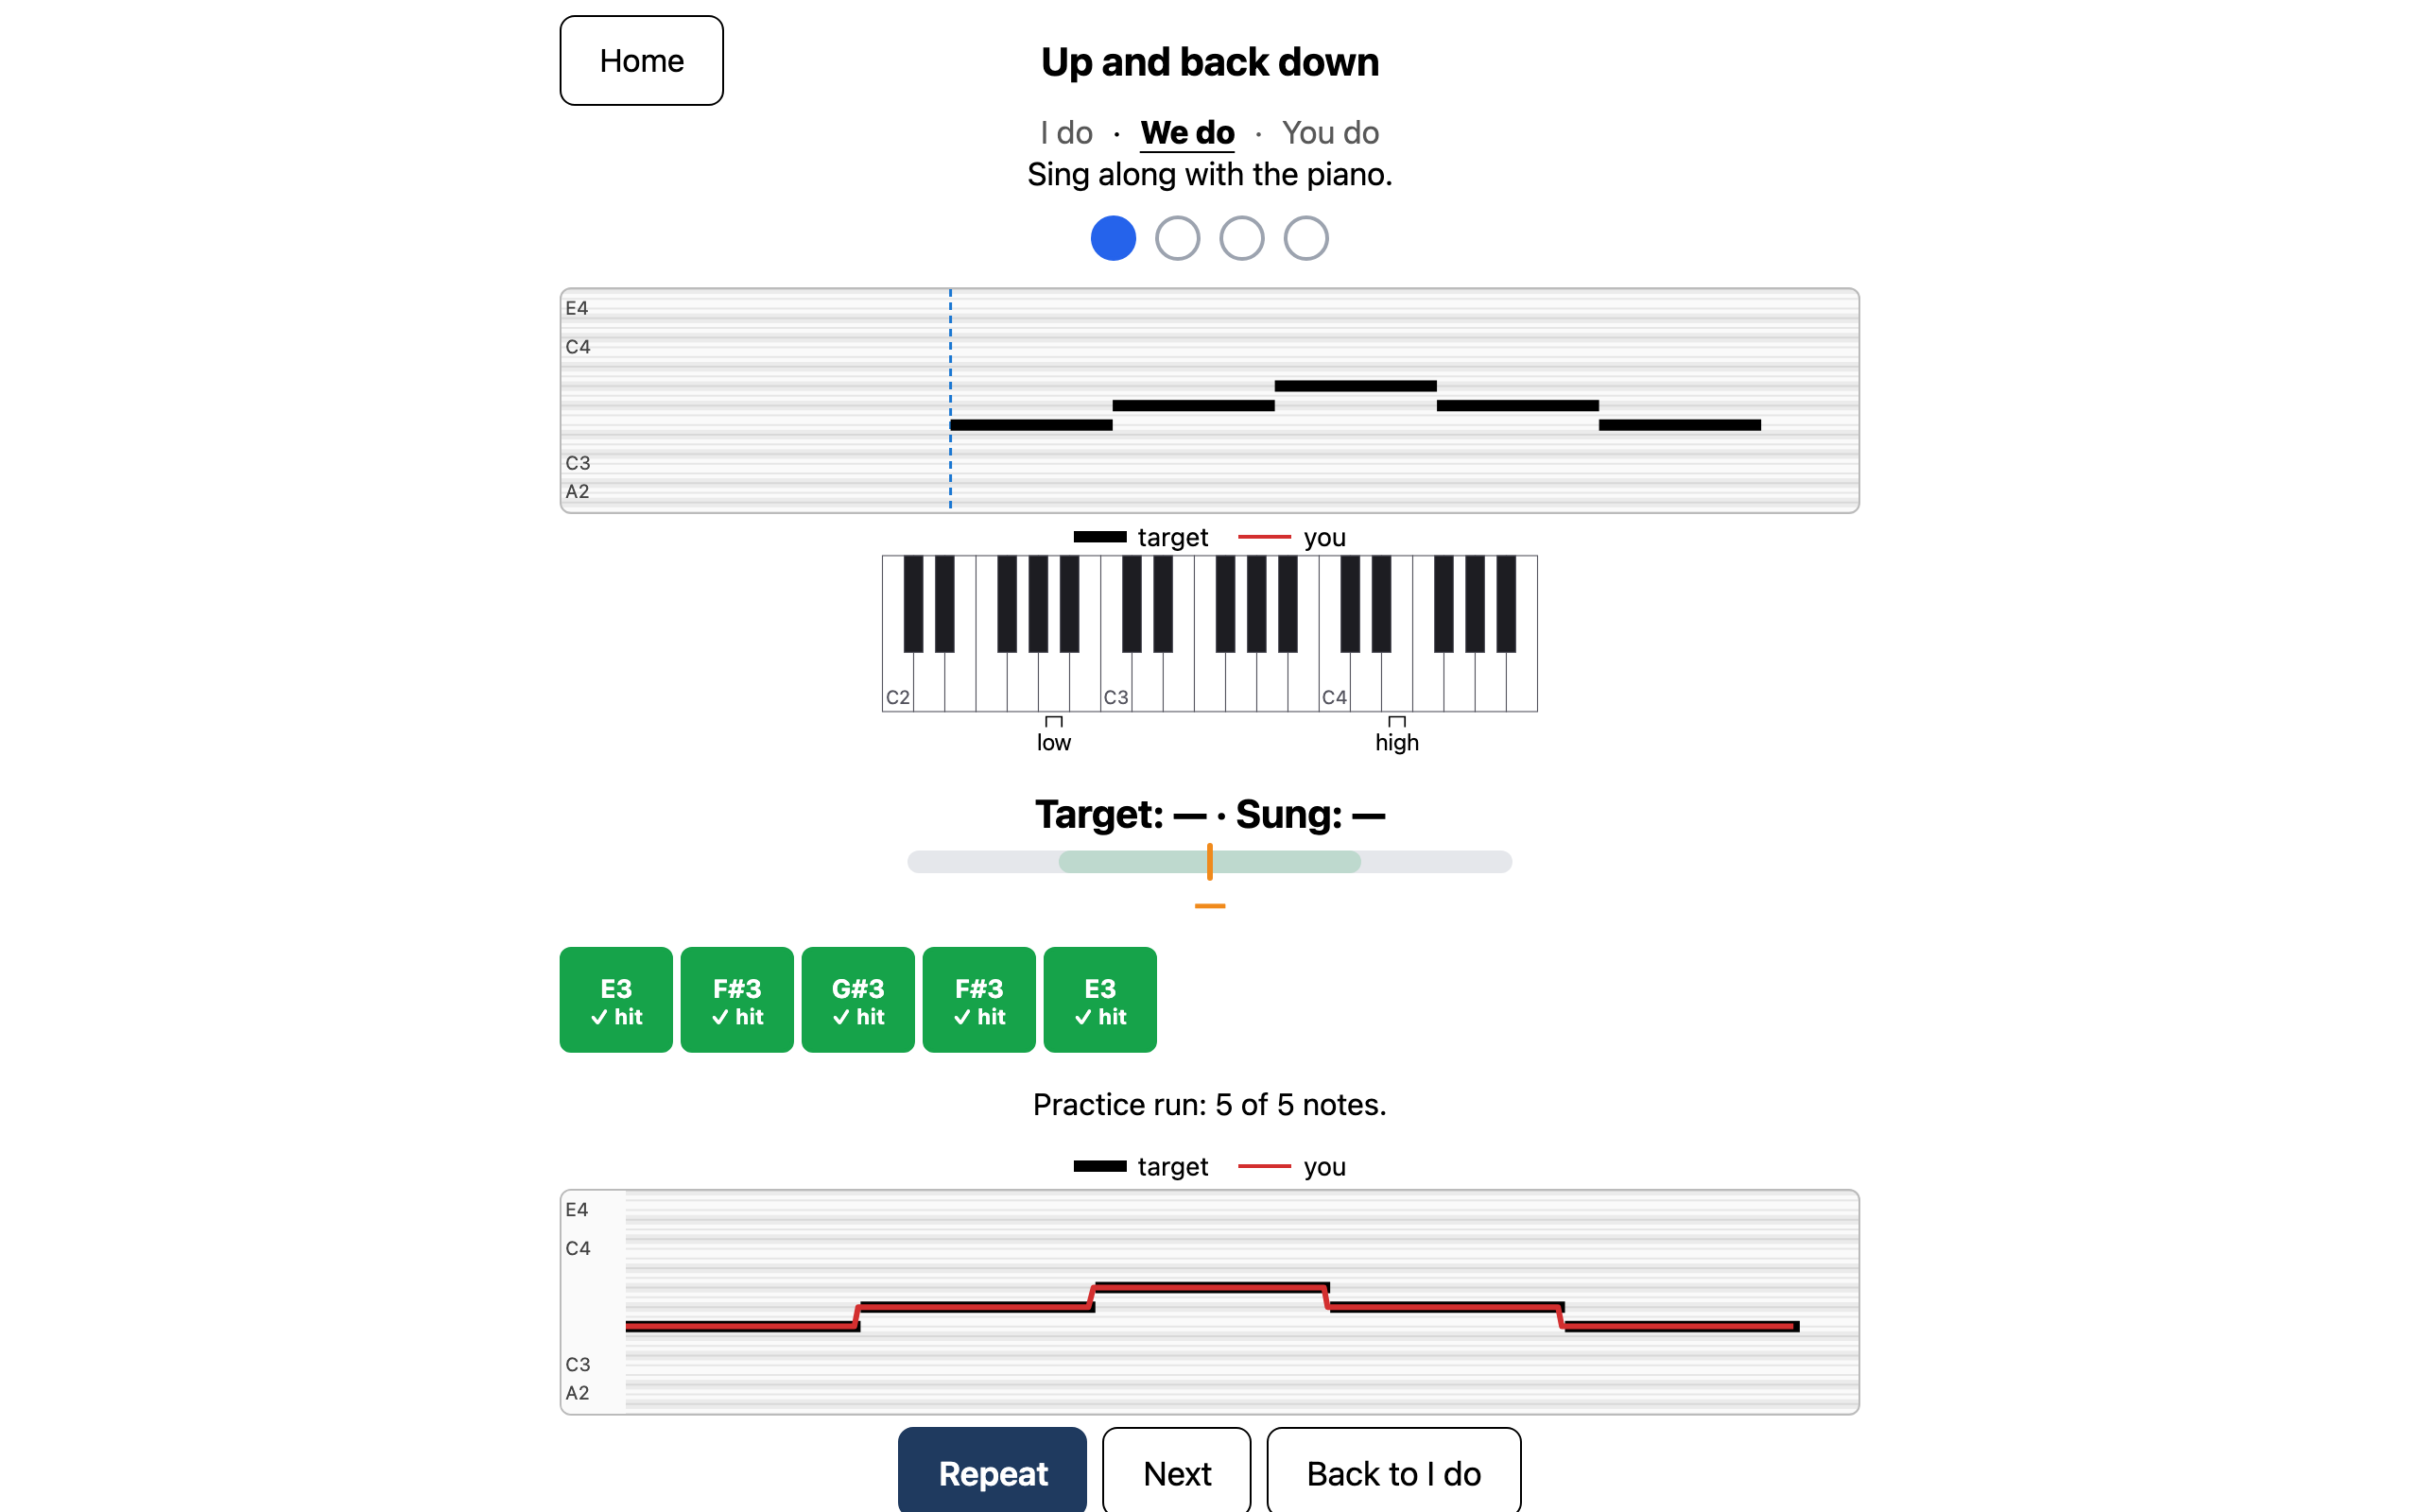 Home
Up and back down
I do · We do · You do
Sing along with the piano.
E4
C4
C3
A2
target you
C2 C3 C4
low high
Target: — · Sung: —
—
E3 F#3 G#3 F#3 E3
✓ hit ✓ hit ✓ hit ✓ hit ✓ hit
Practice run: 5 of 5 notes.
target you
E4
C4
C3
A2
Repeat Next Back to I do